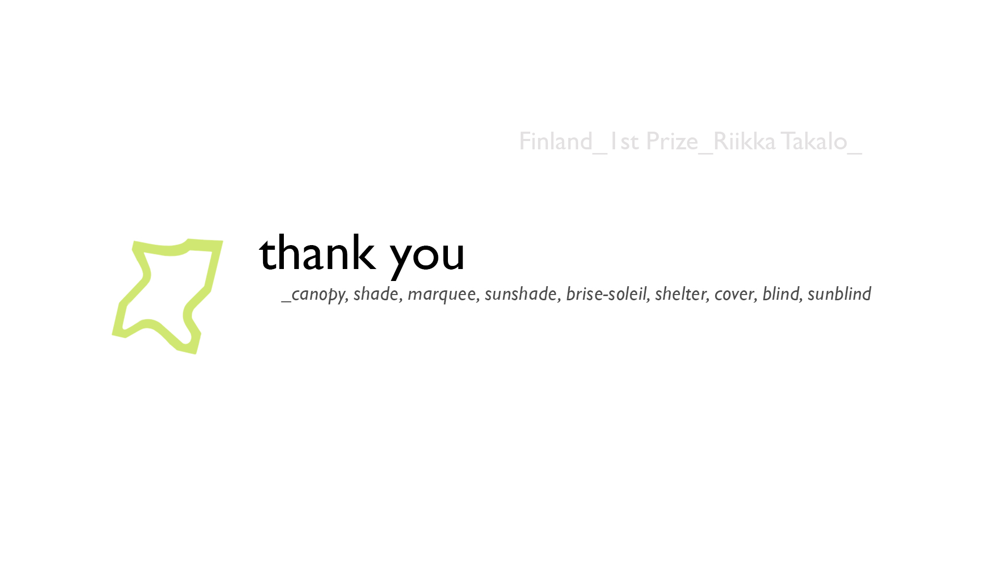 Finland_1st Prize_Riikka Takalo_
thank you
_canopy, shade, marquee, sunshade, brise-soleil, shelter, cover, blind, sunblind